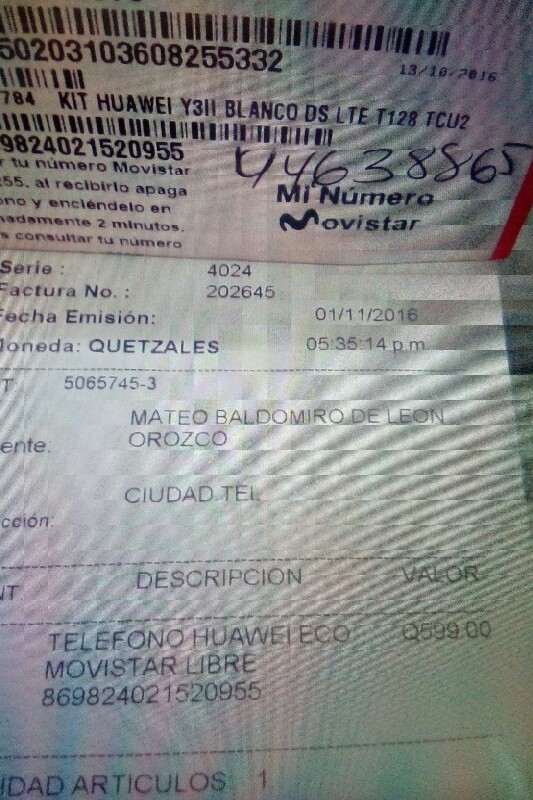 502031036082​55332
13/10/2016
784 KIT HUAWEI Y3II BLANCO DS LTE T128 TCU2
9824021520955
44638865
r tu número Movistar
55, al recibirlo apaga
ono y enciéndelo en
nadamente 2 minutos.
s consultar tu número
Mi Número
Movistar
Serie : 4024
Factura No. : 202645
Fecha Emisión: 01/11/2016
Moneda: QUETZALES 05:35:14 p.m.
T 5065745-3
MATEO BALDOMIRO DE LEON
ente. OROZCO
CIUDAD.TEL
cción:
NT DESCRIPCION VALOR
TELEFONO HUAWEI ECO Q599.00
MOVISTAR LIBRE
869824021520955
IDAD ARTICULOS 1